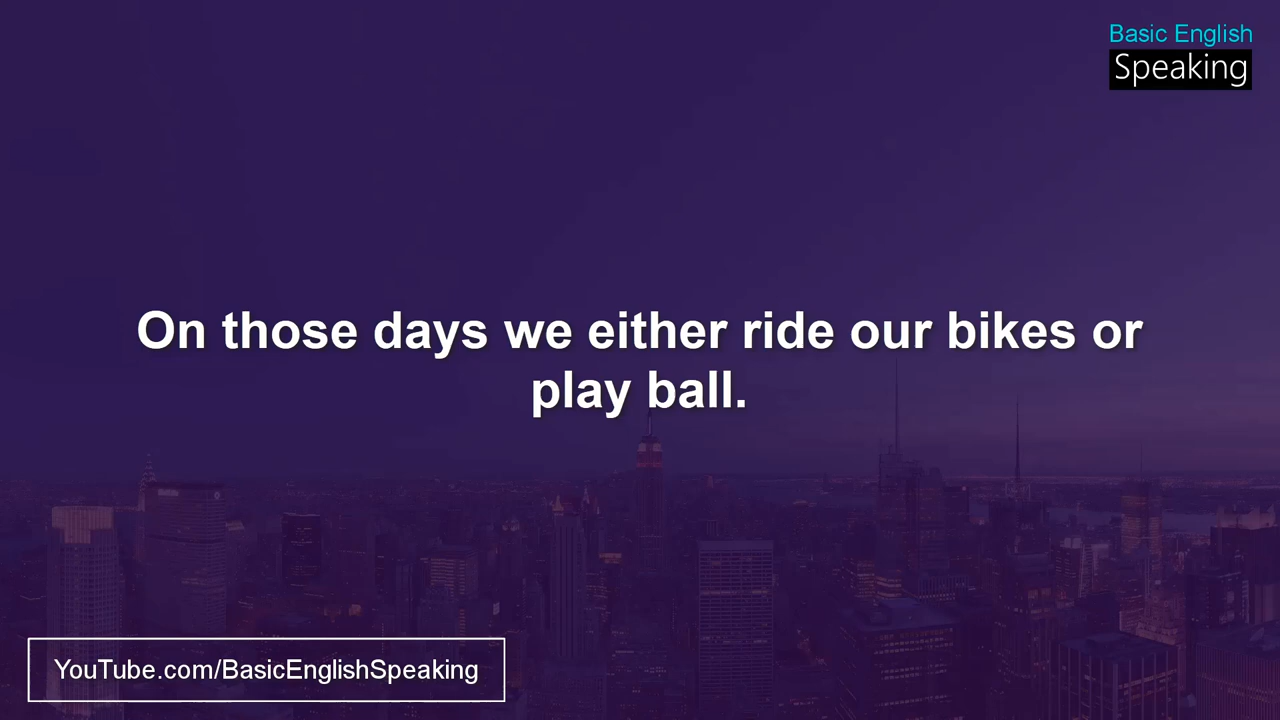 Basic English
Speaking
On those days we either ride our bikes or
play ball.
YouTube.com/BasicEnglishSpeaking